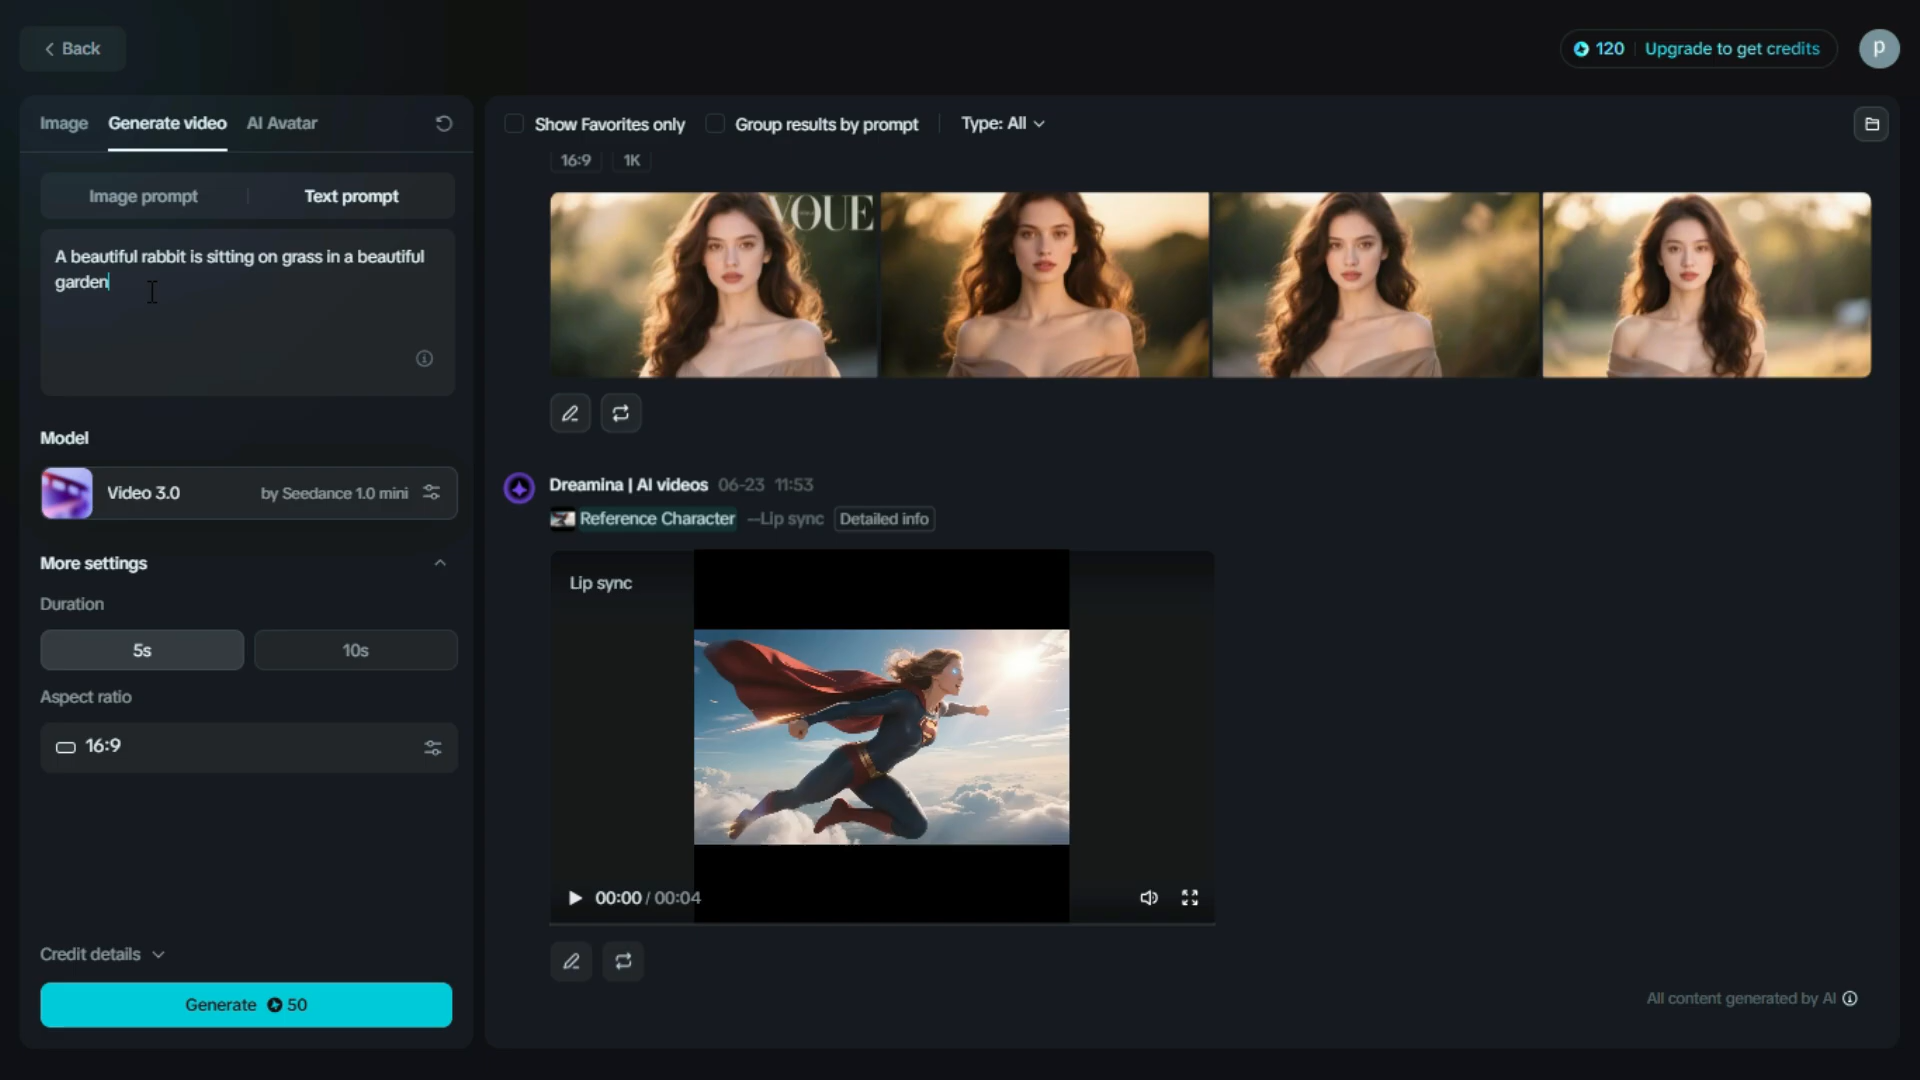 Back
120 Upgrade to get credits
p
Image Generate video AI Avatar
Show Favorites only Group results by prompt Type: All
16:9 1K
Image prompt Text prompt
VOUE
A beautiful rabbit is sitting on grass in a beautiful
garden
Model
Video 3.0 by Seedance 1.0 mini
Dreamina | AI videos 06-23 11:53
Reference Character —Lip sync Detailed info
More settings
Duration
5s 10s
Aspect ratio
16:9
Lip sync
00:00 / 00:04
Credit details
Generate 50
All content generated by AI